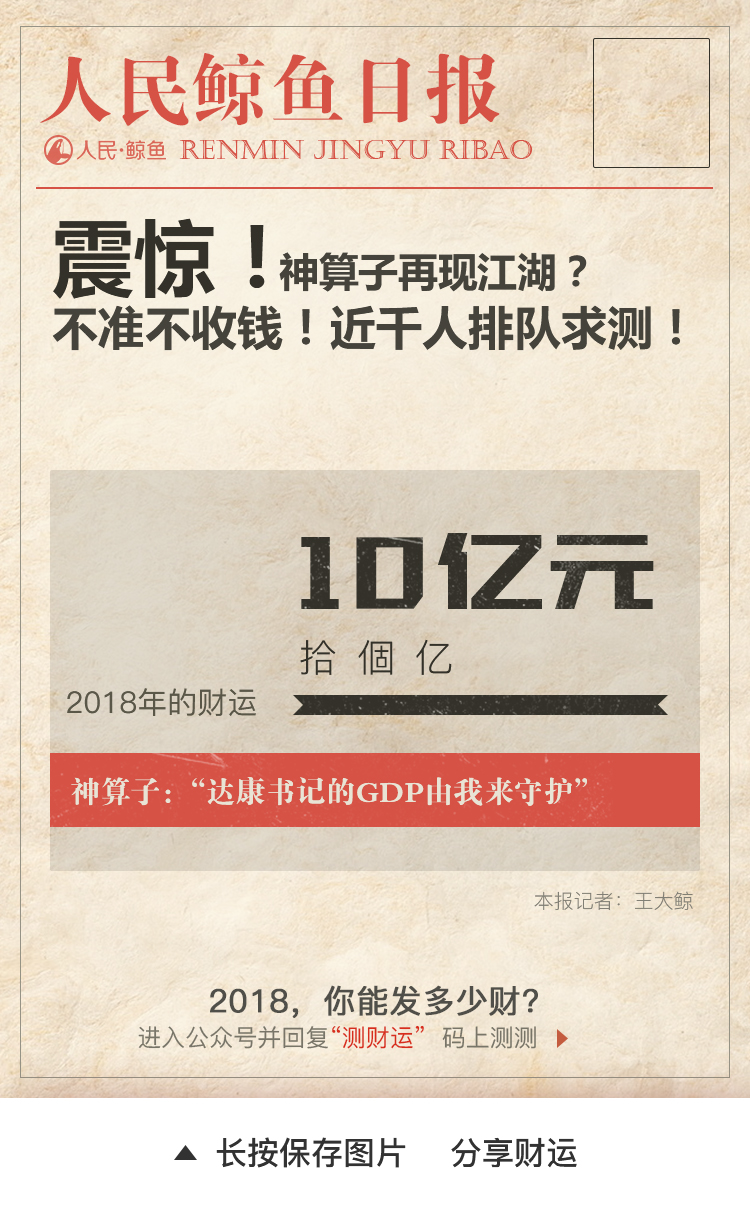 人民鲸鱼日报
人民·鲸鱼 RENMIN JINGYU RIBAO
震惊！神算子再现江湖？
不准不收钱！近千人排队求测！
10亿元
拾個亿
2018年的财运
神算子：“达康书记的GDP由我来守护”
本报记者：王大鲸
2018，你能发多少财？
进入公众号并回复“测财运” 码上测测
长按保存图片 分享财运